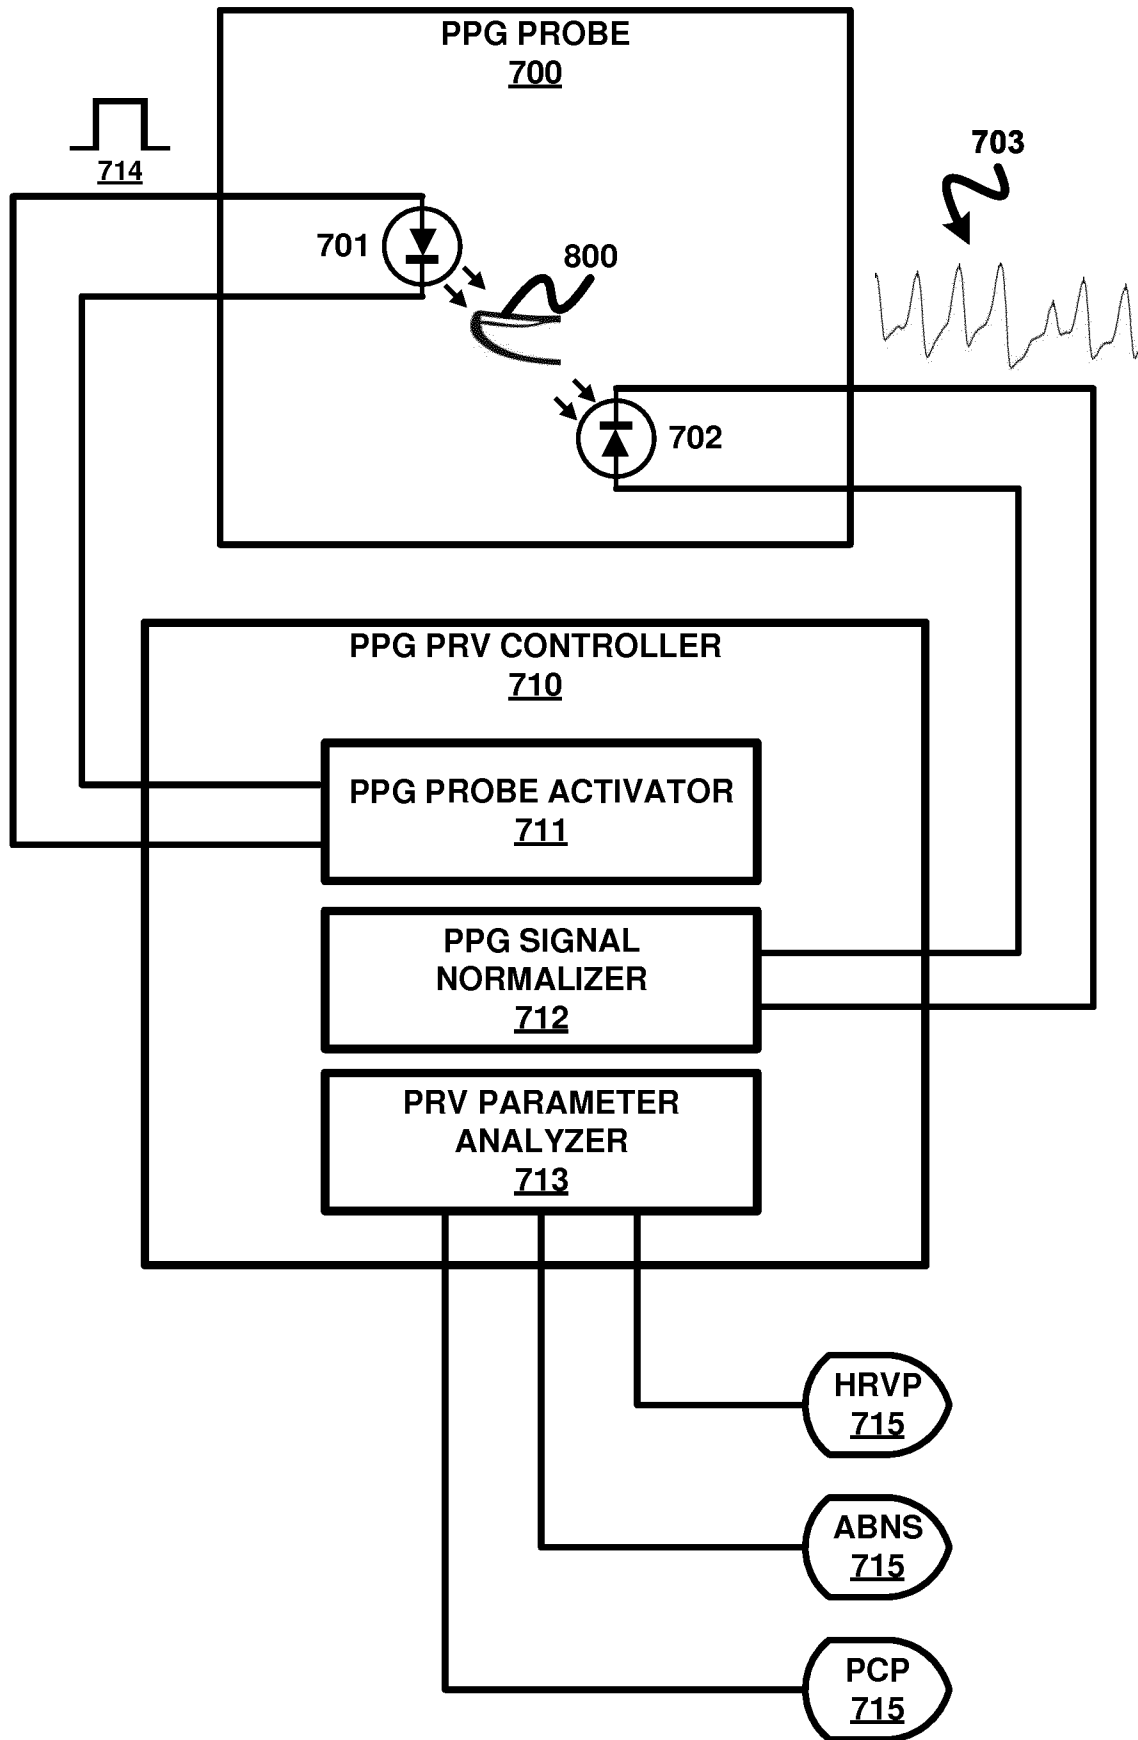 PPG PROBE
700
714
703
701
800
702
PPG PRV CONTROLLER
710
PPG PROBE ACTIVATOR
711
PPG SIGNAL
NORMALIZER
712
PRV PARAMETER
ANALYZER
713
HRVP
715
ABNS
715
PCP
715